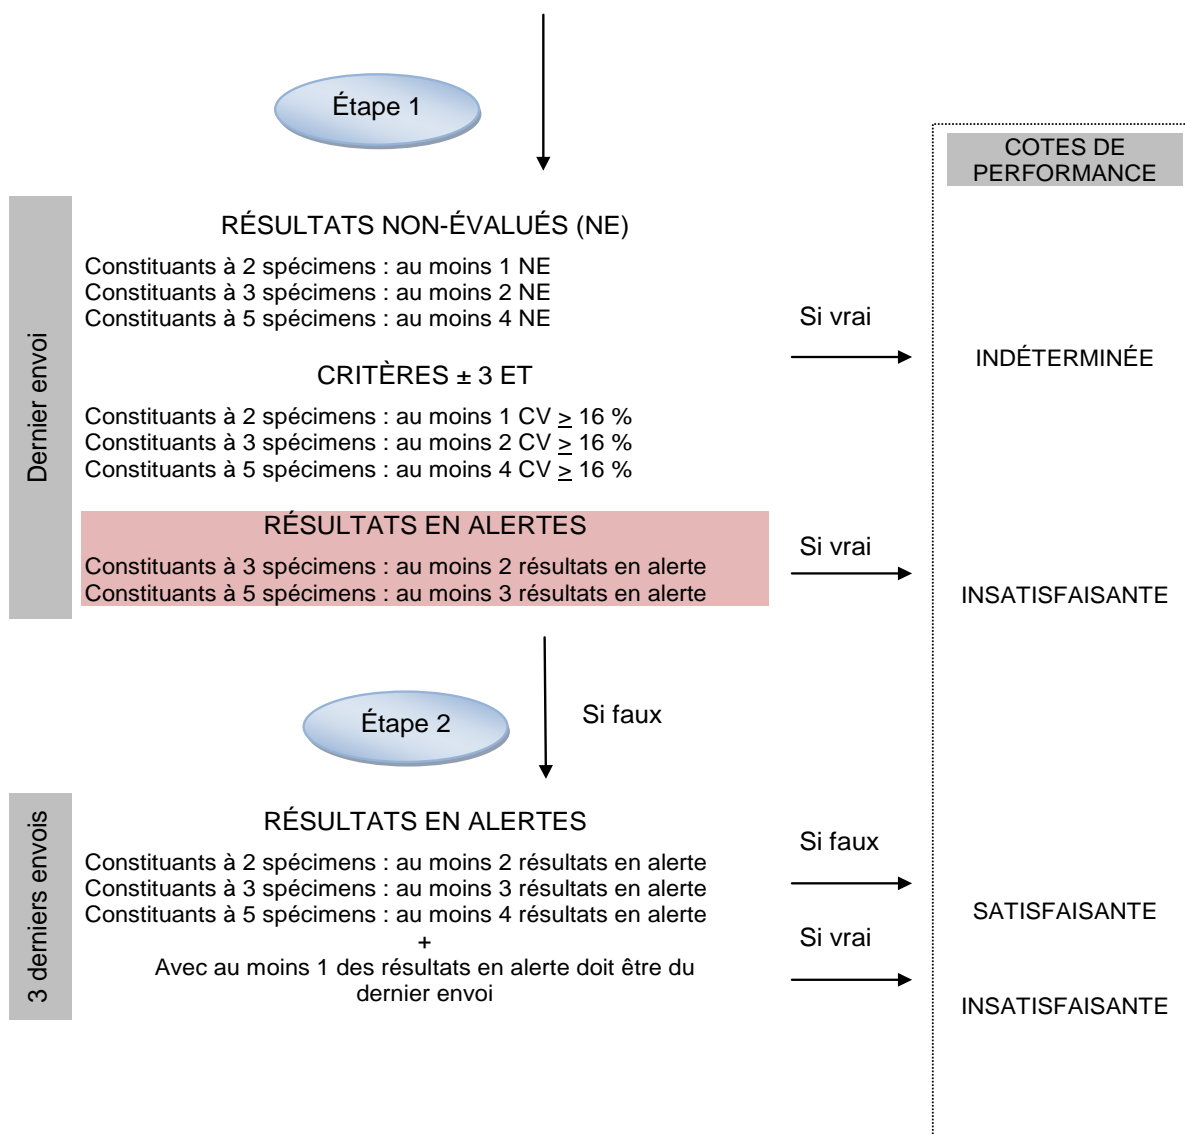 Étape 1
COTES DE
PERFORMANCE
Dernier envoi
RÉSULTATS NON-ÉVALUÉS (NE)
Constituants à 2 spécimens : au moins 1 NE
Constituants à 3 spécimens : au moins 2 NE
Constituants à 5 spécimens : au moins 4 NE
Si vrai
INDÉTERMINÉE
CRITÈRES ± 3 ET
Constituants à 2 spécimens : au moins 1 CV ≥ 16 %
Constituants à 3 spécimens : au moins 2 CV ≥ 16 %
Constituants à 5 spécimens : au moins 4 CV ≥ 16 %
RÉSULTATS EN ALERTES
Constituants à 3 spécimens : au moins 2 résultats en alerte
Constituants à 5 spécimens : au moins 3 résultats en alerte
Si vrai
INSATISFAISANTE
Étape 2
Si faux
3 derniers envois
RÉSULTATS EN ALERTES
Constituants à 2 spécimens : au moins 2 résultats en alerte
Constituants à 3 spécimens : au moins 3 résultats en alerte
Constituants à 5 spécimens : au moins 4 résultats en alerte
+
Avec au moins 1 des résultats en alerte doit être du
dernier envoi
Si faux
SATISFAISANTE
Si vrai
INSATISFAISANTE